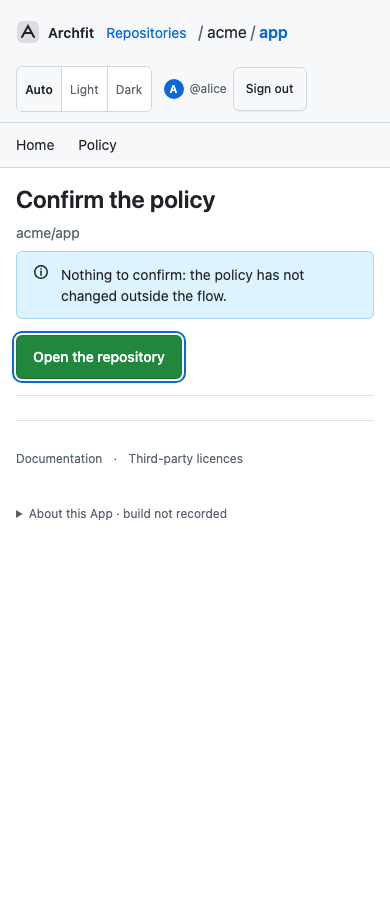 Archfit Repositories / acme / app
Auto Light Dark A @alice Sign out
Home Policy
Confirm the policy
acme/app
Nothing to confirm: the policy has not
changed outside the flow.
Open the repository
Documentation · Third-party licences
About this App · build not recorded